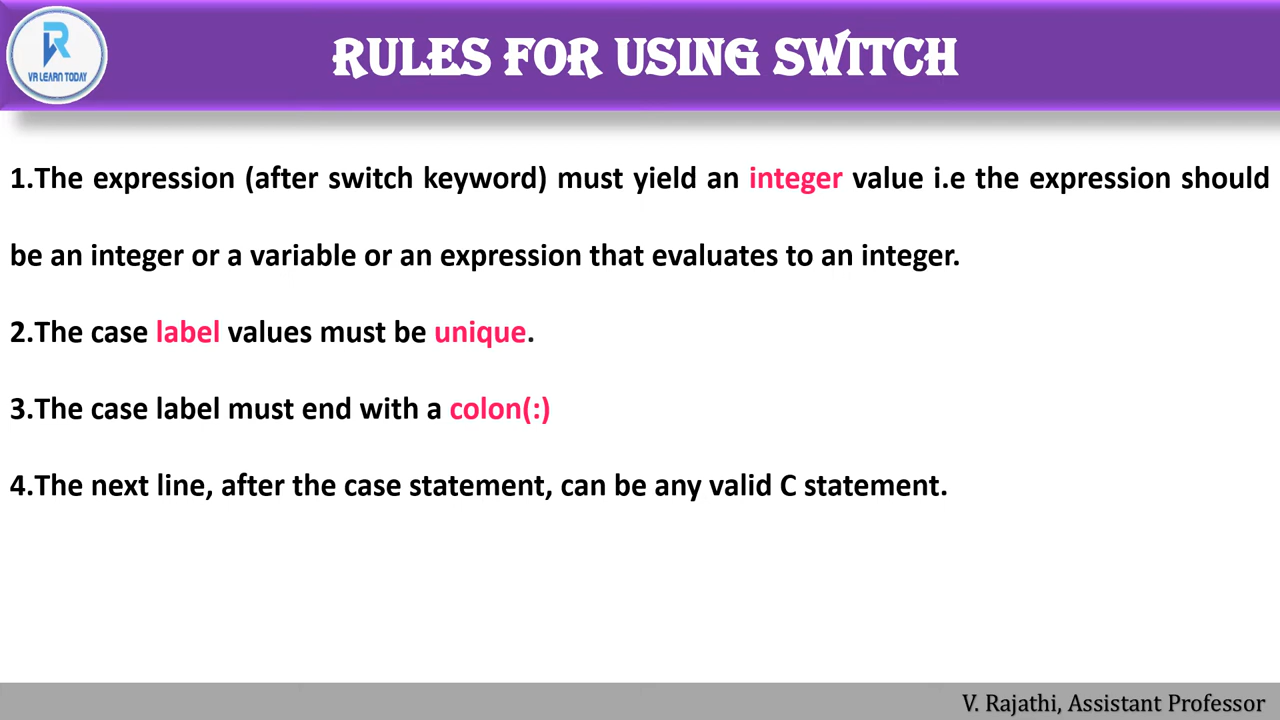 VR LEARN TODAY
RULES FOR USING SWITCH
1.The expression (after switch keyword) must yield an integer value i.e the expression should
be an integer or a variable or an expression that evaluates to an integer.
2.The case label values must be unique.
3.The case label must end with a colon(:)
4.The next line, after the case statement, can be any valid C statement.
V. Rajathi, Assistant Professor